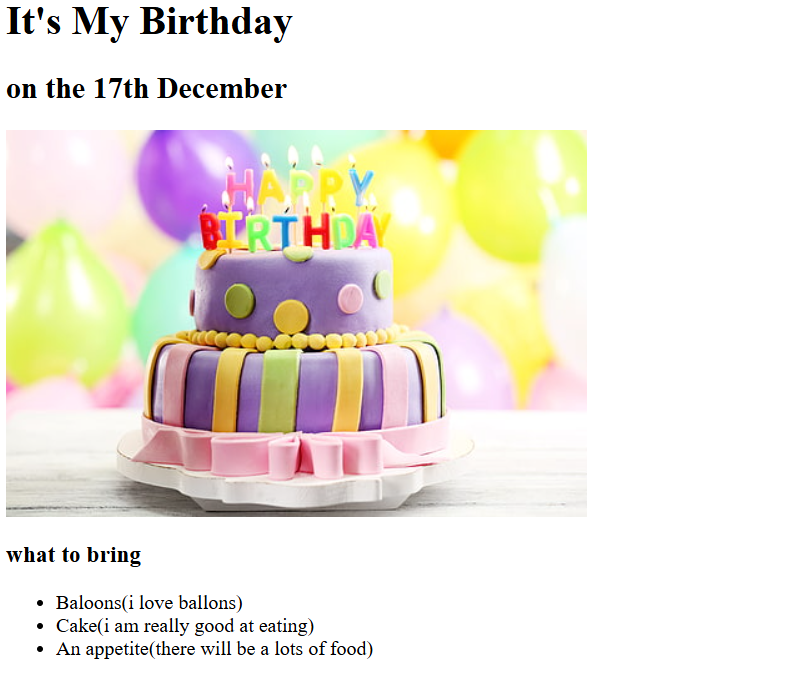 It's My Birthday
on the 17th December
HAPPY
BIRTHDAY
what to bring
Baloons(i love ballons)
Cake(i am really good at eating)
An appetite(there will be a lots of food)